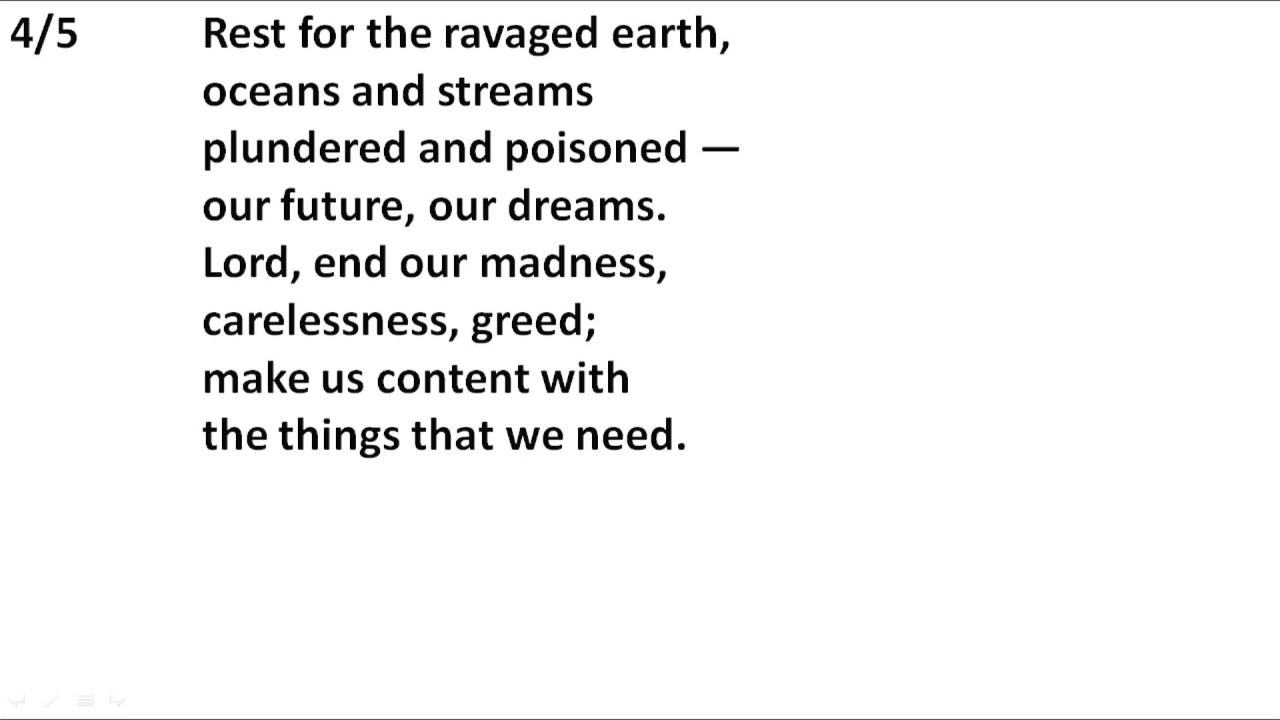 4/5 Rest for the ravaged earth,
oceans and streams
plundered and poisoned —
our future, our dreams.
Lord, end our madness,
carelessness, greed;
make us content with
the things that we need.